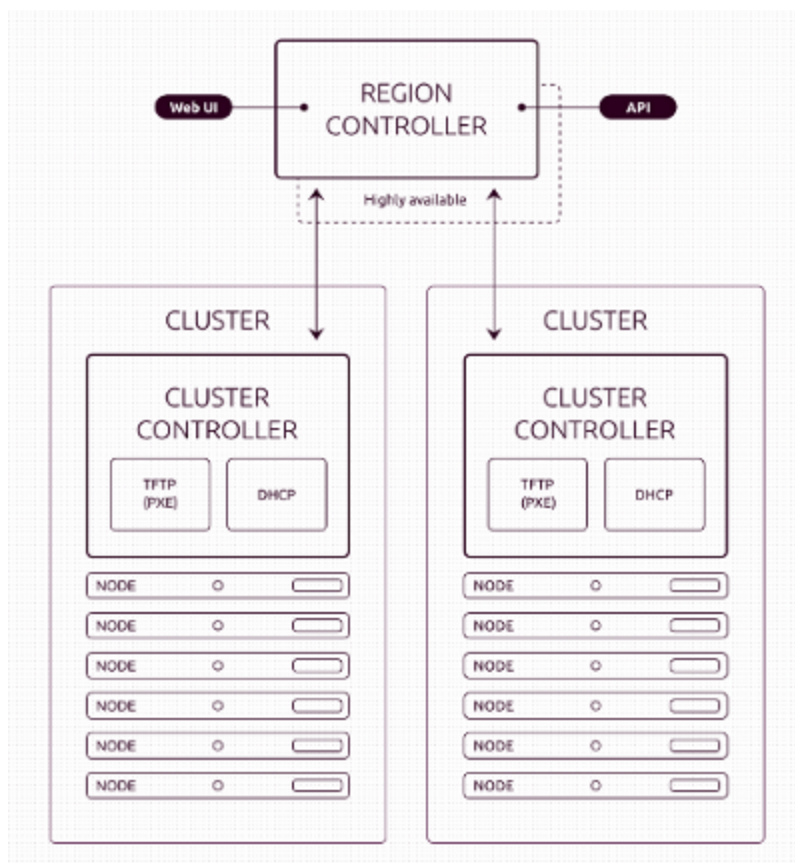 REGION
CONTROLLER
Web UI
API
Highly available
CLUSTER
CLUSTER
CONTROLLER
TFTP
(PXE)
DHCP
NODE
NODE
NODE
NODE
NODE
NODE
CLUSTER
CLUSTER
CONTROLLER
TFTP
(PXE)
DHCP
NODE
NODE
NODE
NODE
NODE
NODE